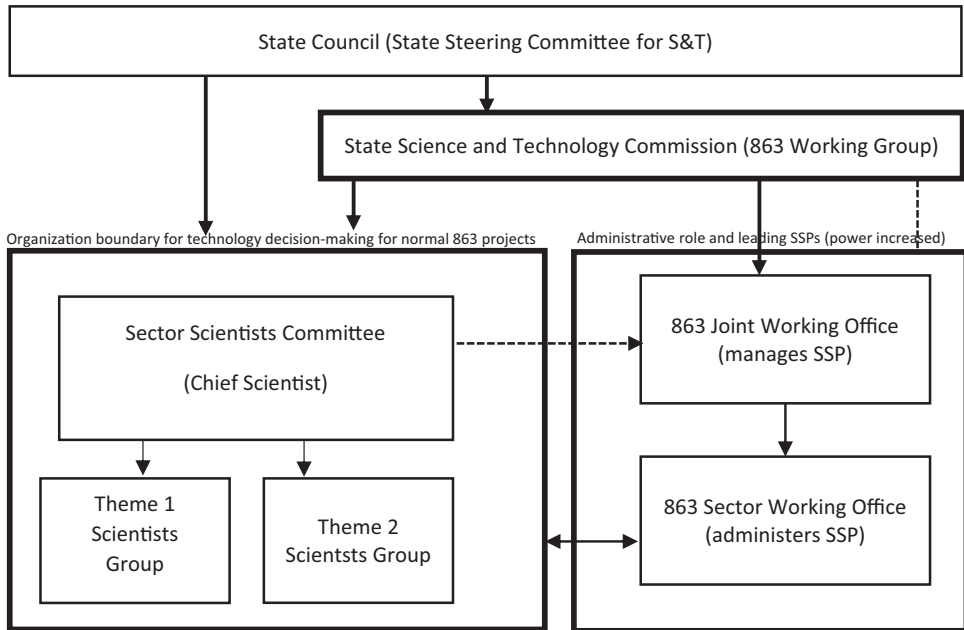 State Council (State Steering Committee for S&T)
State Science and Technology Commission (863 Working Group)
Organization boundary for technology decision-making for normal 863 projects
Administrative role and leading SSPs (power increased)
Sector Scientists Committee
(Chief Scientist)
863 Joint Working Office
(manages SSP)
Theme 1
Scientists
Group
Theme 2
Scientsts Group
863 Sector Working Office
(administers SSP)